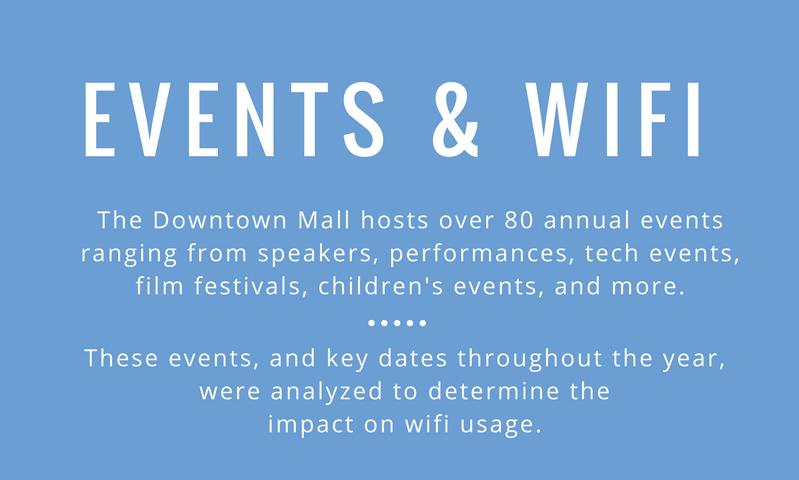 EVENTS & WIFI
The Downtown Mall hosts over 80 annual events
ranging from speakers, performances, tech events,
film festivals, children's events, and more.
•••••
These events, and key dates throughout the year,
were analyzed to determine the
impact on wifi usage.